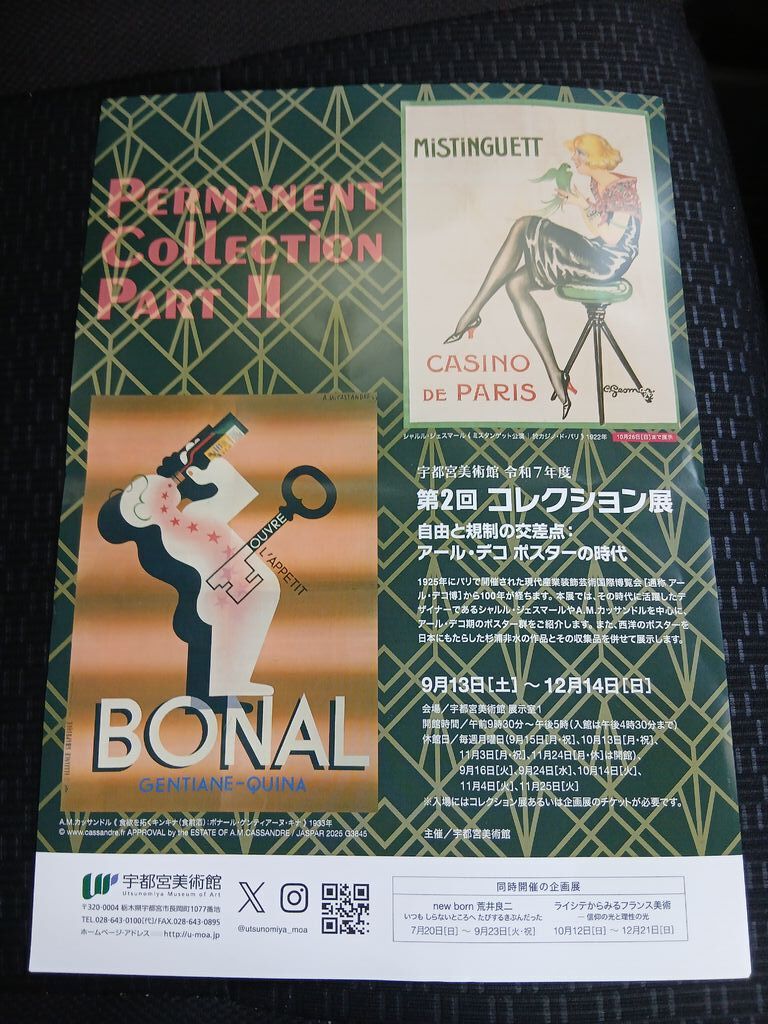 PERMANENT
COLLECTION
PART II
MISTINGUETT
CASINO
DE PARIS
シャルル・ジェスマール《ミスタンゲット公演|於カジノ・ド・パリ》1922年 10月26日[日]まで展示
A.M.CASSANDRE
OUVRE
L'APPETIT
BONAL
GENTIANE-QUINA
A.M.カッサンドル《食欲を拓くキンキナ(食前酒):ボナール・ゲンティアーヌ・キナ》1933年
© www.cassandre.fr APPROVAL by the ESTATE OF A.M.CASSANDRE / JASPAR 2025 G3845
宇都宮美術館 令和7年度
第2回 コレクション展
自由と規制の交差点:
アール・デコ ポスターの時代
1925年にパリで開催された現代産業装飾芸術国際博覧会[通称 アー
ル・デコ博]から100年が経ちます。本展では、その時代に活躍したデ
ザイナーであるシャルル・ジェスマールやA.M.カッサンドルを中心に、
アール・デコ期のポスター群をご紹介します。また、西洋のポスターを
日本にもたらした杉浦非水の作品とその収集品を併せて展示します。
9月13日[土] ～ 12月14日[日]
会場/宇都宮美術館 展示室1
開館時間/午前9時30分～午後5時(入館は午後4時30分まで)
休館日/毎週月曜日(9月15日[月・祝]、10月13日[月・祝]、
11月3日[月・祝]、11月24日[月・休]は開館)、
9月16日[火]、9月24日[水]、10月14日[火]、
11月4日[火]、11月25日[火]
※入場にはコレクション展あるいは企画展のチケットが必要です。
主催/宇都宮美術館
宇都宮美術館
Utsunomiya Museum of Art
〒320-0004 栃木県宇都宮市長岡町1077番地
TEL.028-643-0100[代]/FAX.028-643-0895
ホームページ・アドレス http://u-moa.jp
@utsunomiya_moa
同時開催の企画展
new born 荒井良二
いつも しらないところへ たびするきぶんだった
7月20日[日] ～ 9月23日[火・祝]
ライシテからみるフランス美術
― 信仰の光と理性の光
10月12日[日] ～ 12月21日[日]